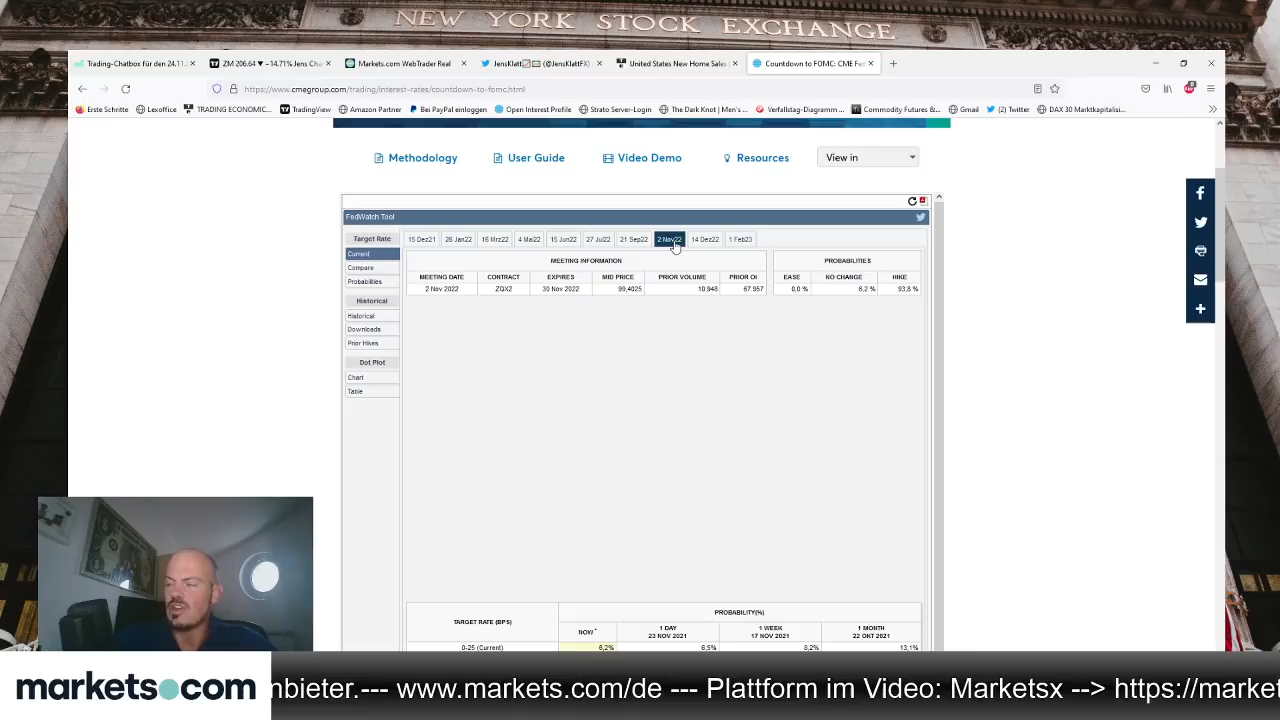 NEW YORK STOCK EXCHANGE
Trading-Chatbox für den 24.11.
ZM 206.64 ▼ −14.71% Jens Cha
Markets.com WebTrader Real
(@JensKlattFX)
United States New Home Sales |
Countdown to FOMC: CME Fed
https://www.cmegroup.com/trading/interest-rates/countdown-to-fomc.html
Erste Schritte
Lexoffice
TRADING ECONOMIC...
TradingView
Amazon Partner
Bei PayPal einloggen
Open Interest Profile
Strato Server-Login
The Dark Knot | Men's ...
Verfallstag-Diagramm ...
Commodity Futures &...
Gmail
(2) Twitter
DAX 30 Marktkapitalisi...
Methodology
User Guide
Video Demo
Resources
View in
FedWatch Tool
Target Rate
Current
Compare
Probabilities
Historical
Historical
Downloads
Prior Hikes
Dot Plot
Chart
Table
15 Dez21 26 Jan22 16 Mrz22 4 Mai22 15 Jun22 27 Jul22 21 Sep22 2 Nov22 14 Dez22 1 Feb23
MEETING INFORMATION
MEETING DATE CONTRACT EXPIRES MID PRICE PRIOR VOLUME PRIOR OI
2 Nov 2022 ZQX2 30 Nov 2022 99,4025 10.948 67.957
PROBABILITIES
EASE NO CHANGE HIKE
0,0 % 6,2 % 93,8 %
TARGET RATE (BPS)
PROBABILITY(%)
NOW *
1 DAY
23 NOV 2021
1 WEEK
17 NOV 2021
1 MONTH
22 OKT 2021
0-25 (Current) 6,2% 6,5% 8,2% 13,1%
markets.com
nbieter.--- www.markets.com/de --- Plattform im Video: Marketsx --> https://market